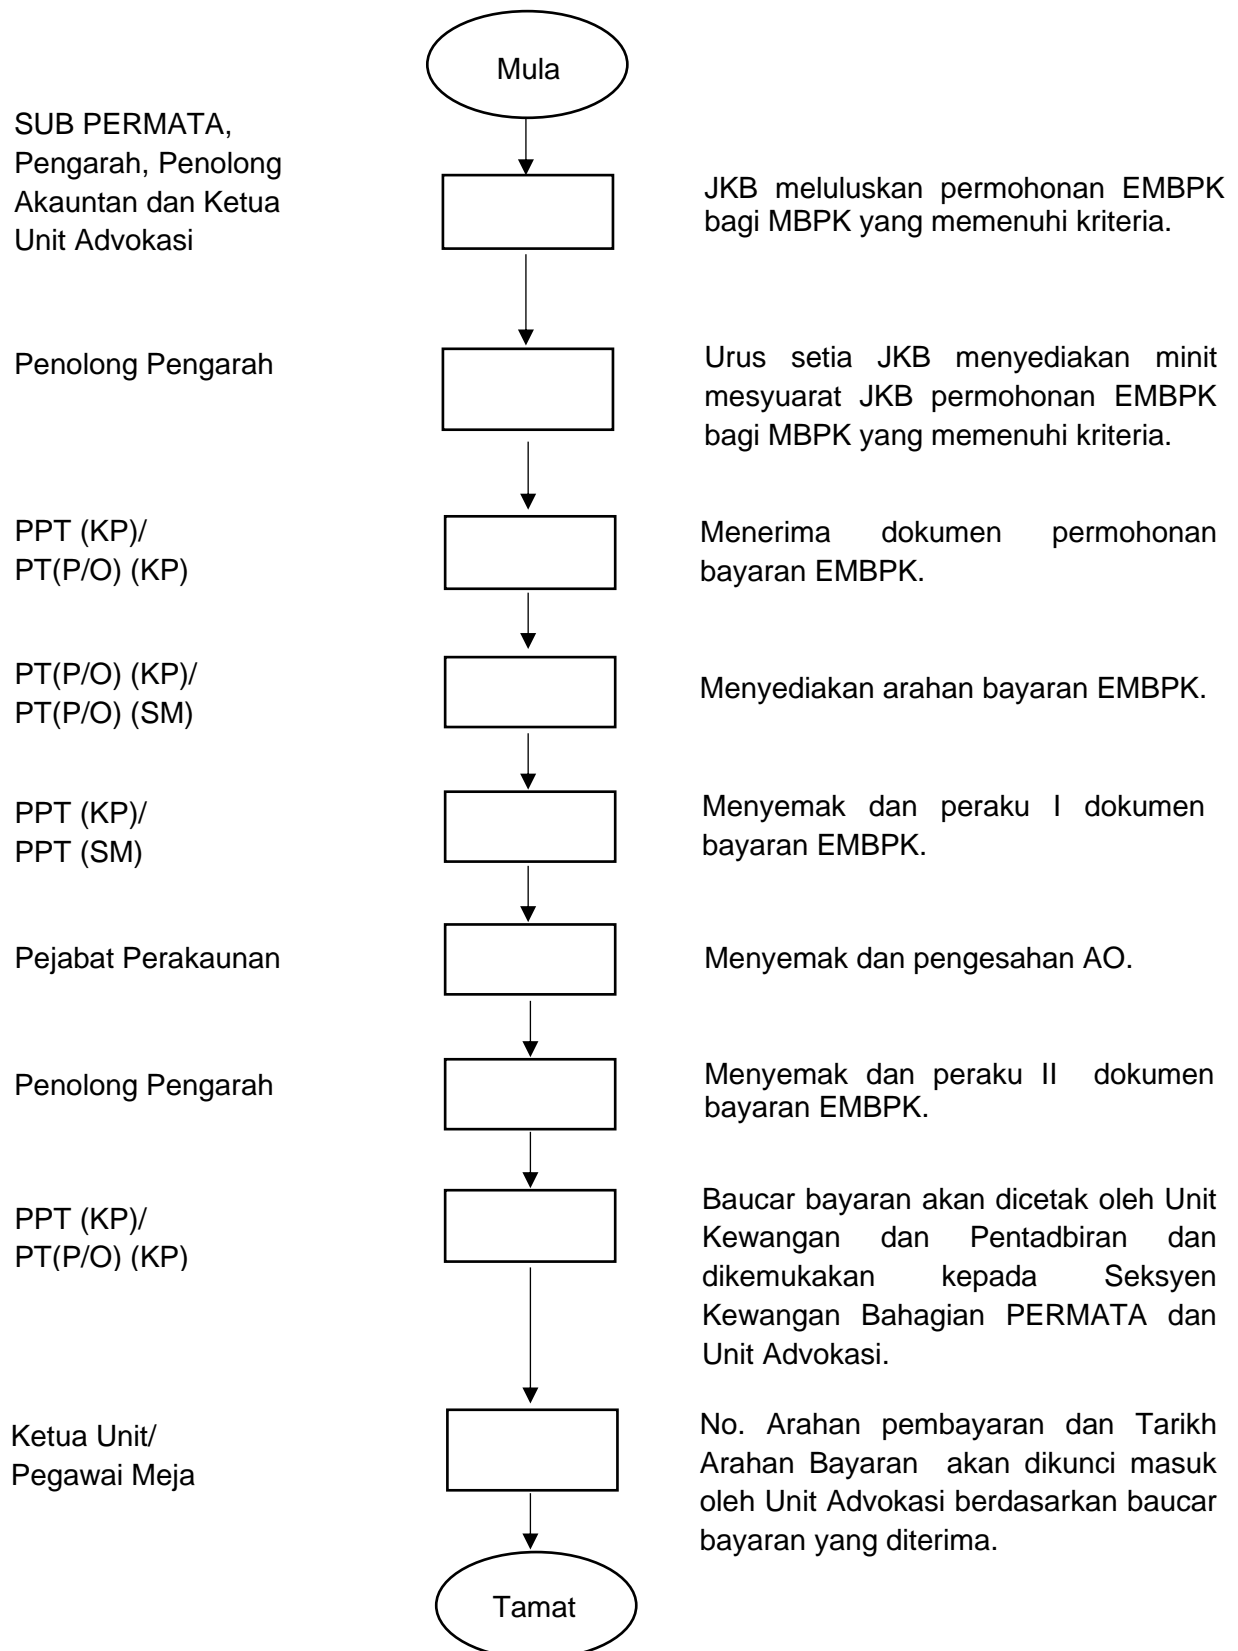 Mula
SUB PERMATA,
Pengarah, Penolong
Akauntan dan Ketua
Unit Advokasi
JKB meluluskan permohonan EMBPK
bagi MBPK yang memenuhi kriteria.
Penolong Pengarah
Urus setia JKB menyediakan minit
mesyuarat JKB permohonan EMBPK
bagi MBPK yang memenuhi kriteria.
PPT (KP)/
PT(P/O) (KP)
Menerima dokumen permohonan
bayaran EMBPK.
PT(P/O) (KP)/
PT(P/O) (SM)
Menyediakan arahan bayaran EMBPK.
PPT (KP)/
PPT (SM)
Menyemak dan peraku I dokumen
bayaran EMBPK.
Pejabat Perakaunan
Menyemak dan pengesahan AO.
Penolong Pengarah
Menyemak dan peraku II dokumen
bayaran EMBPK.
PPT (KP)/
PT(P/O) (KP)
Baucar bayaran akan dicetak oleh Unit
Kewangan dan Pentadbiran dan
dikemukakan kepada Seksyen
Kewangan Bahagian PERMATA dan
Unit Advokasi.
Ketua Unit/
Pegawai Meja
No. Arahan pembayaran dan Tarikh
Arahan Bayaran akan dikunci masuk
oleh Unit Advokasi berdasarkan baucar
bayaran yang diterima.
Tamat